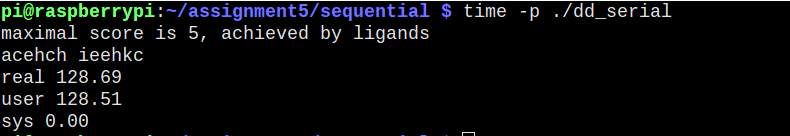 pi@raspberrypi:~/assignment5/sequential $ time -p ./dd_serial
maximal score is 5, achieved by ligands
acehch ieehkc
real 128.69
user 128.51
sys 0.00